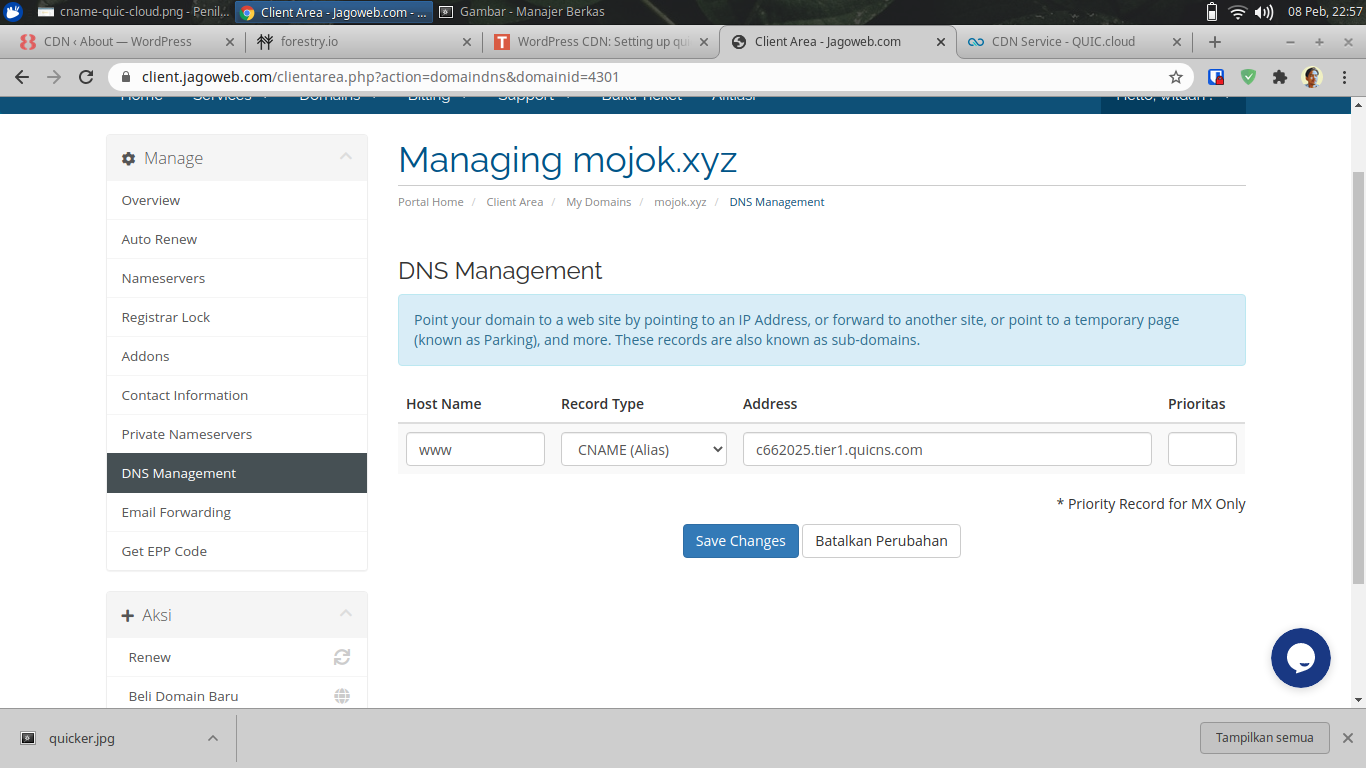 cname-quic-cloud.png - Penil...
Client Area - Jagoweb.com - ...
Gambar - Manajer Berkas
08 Peb, 22:57
CDN ‹ About — WordPress
forestry.io
WordPress CDN: Setting up qui
Client Area - Jagoweb.com
CDN Service - QUIC.cloud
client.jagoweb.com/clientarea.php?action=domaindns&domainid=4301
Manage
Overview
Auto Renew
Nameservers
Registrar Lock
Addons
Contact Information
Private Nameservers
DNS Management
Email Forwarding
Get EPP Code
Aksi
Renew
Beli Domain Baru
Managing mojok.xyz
Portal Home / Client Area / My Domains / mojok.xyz / DNS Management
DNS Management
Point your domain to a web site by pointing to an IP Address, or forward to another site, or point to a temporary page
(known as Parking), and more. These records are also known as sub-domains.
Host Name Record Type Address Prioritas
www CNAME (Alias) c662025.tier1.quicns.com
* Priority Record for MX Only
Save Changes Batalkan Perubahan
quicker.jpg
Tampilkan semua